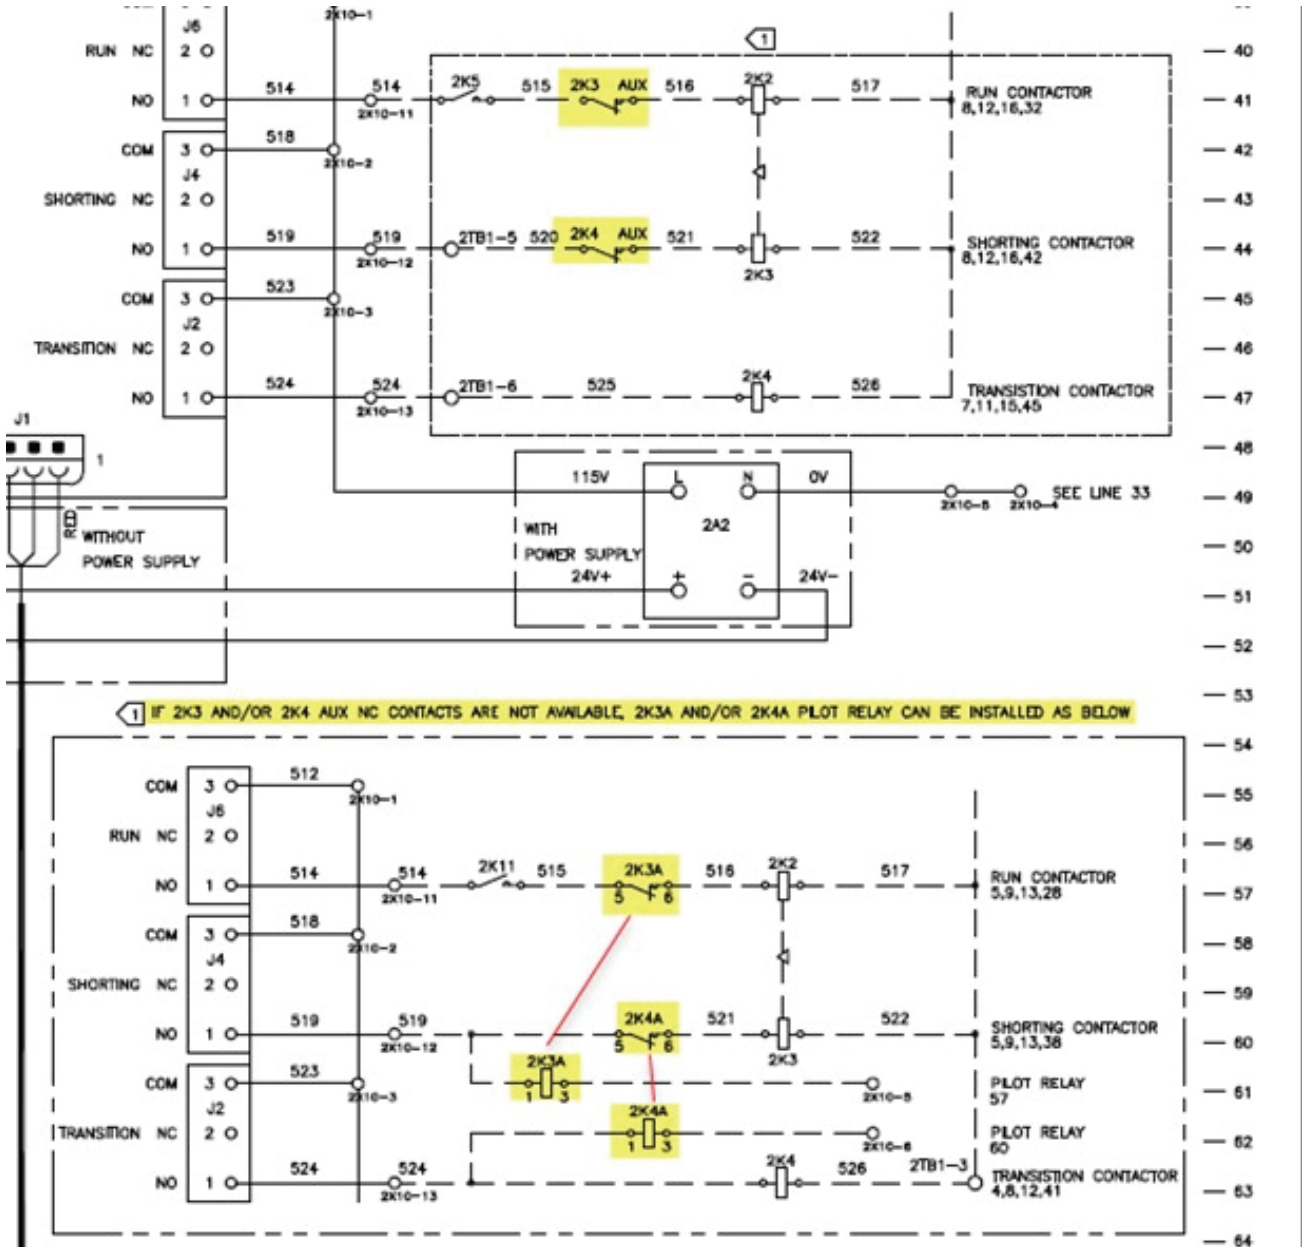 2X10-1
J6
RUN NC 2
40
1
NO 1 514 514 2K5 515 2K3 AUX 516 2K2 517
2X10-11
RUN CONTACTOR
8,12,16,32
41
COM 3 518
2X10-2
42
J4
SHORTING NC 2
43
NO 1 519 519 2TB1-5 520 2K4 AUX 521 522
2X10-12
2K3
SHORTING CONTACTOR
8,12,16,42
44
COM 3 523
2X10-3
45
J2
TRANSITION NC 2
46
NO 1 524 524 2TB1-6 525 2K4 526
2X10-13
TRANSISTION CONTACTOR
7,11,15,45
47
J1
1
48
115V L N 0V
2X10-5 2X10-4
SEE LINE 33
49
RED
WITHOUT
POWER SUPPLY
WITH
POWER SUPPLY
2A2
50
24V+ + - 24V-
51
52
53
1 IF 2K3 AND/OR 2K4 AUX NC CONTACTS ARE NOT AVAILABLE, 2K3A AND/OR 2K4A PILOT RELAY CAN BE INSTALLED AS BELOW
54
COM 3 512
2X10-1
55
J6
RUN NC 2
56
NO 1 514 514 2K11 515 2K3A 516 2K2 517
2X10-11
5 6
RUN CONTACTOR
5,9,13,28
57
COM 3 518
2X10-2
58
J4
SHORTING NC 2
59
NO 1 519 519 2K4A 521 522
2X10-12
5 6
2K3
SHORTING CONTACTOR
5,9,13,38
60
COM 3 523
2X10-3
2K3A
1 3
2X10-5
PILOT RELAY
57
61
J2
TRANSITION NC 2
2K4A
1 3
2X10-6
PILOT RELAY
60
62
NO 1 524 524 2K4 526 2TB1-3
2X10-13
TRANSISTION CONTACTOR
4,8,12,41
63
64